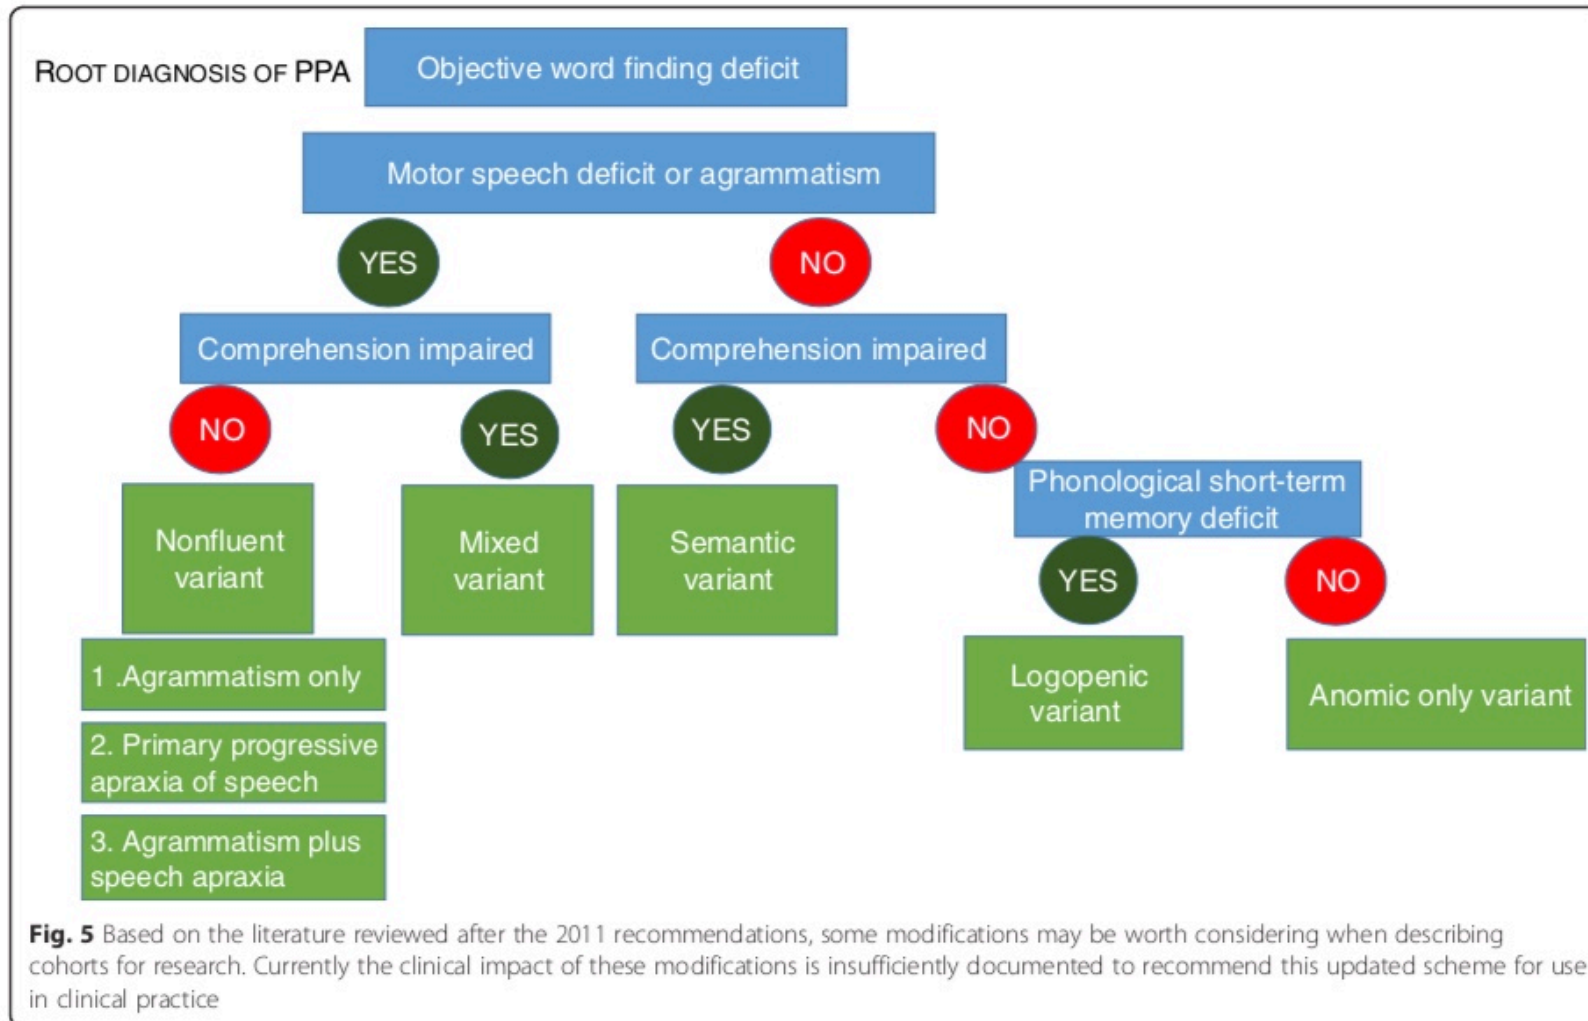 ROOT DIAGNOSIS OF PPA
Objective word finding deficit
Motor speech deficit or agrammatism
YES
NO
Comprehension impaired
Comprehension impaired
NO
YES
YES
NO
Phonological short-term
memory deficit
Nonfluent
variant
Mixed
variant
Semantic
variant
YES
NO
1 .Agrammatism only
Logopenic
variant
Anomic only variant
2. Primary progressive
apraxia of speech
3. Agrammatism plus
speech apraxia
Fig. 5 Based on the literature reviewed after the 2011 recommendations, some modifications may be worth considering when describing
cohorts for research. Currently the clinical impact of these modifications is insufficiently documented to recommend this updated scheme for use
in clinical practice